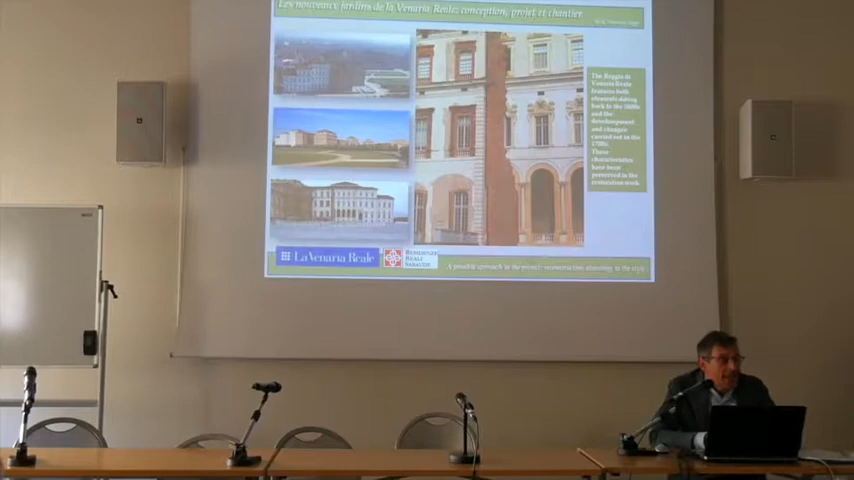 Les nouveaux jardins de la Venaria Reale: conception, projet et chantier
The Reggia di
Venaria Reale
features both
elements dating
back to the 1600s
and the
development
and changes
carried out in the
1700s.
These
characteristics
have been
preserved in the
restoration work.
La Venaria Reale
RESIDENZE
REALI
SABAUDE
A possible approach to the project: reconstruction according to the